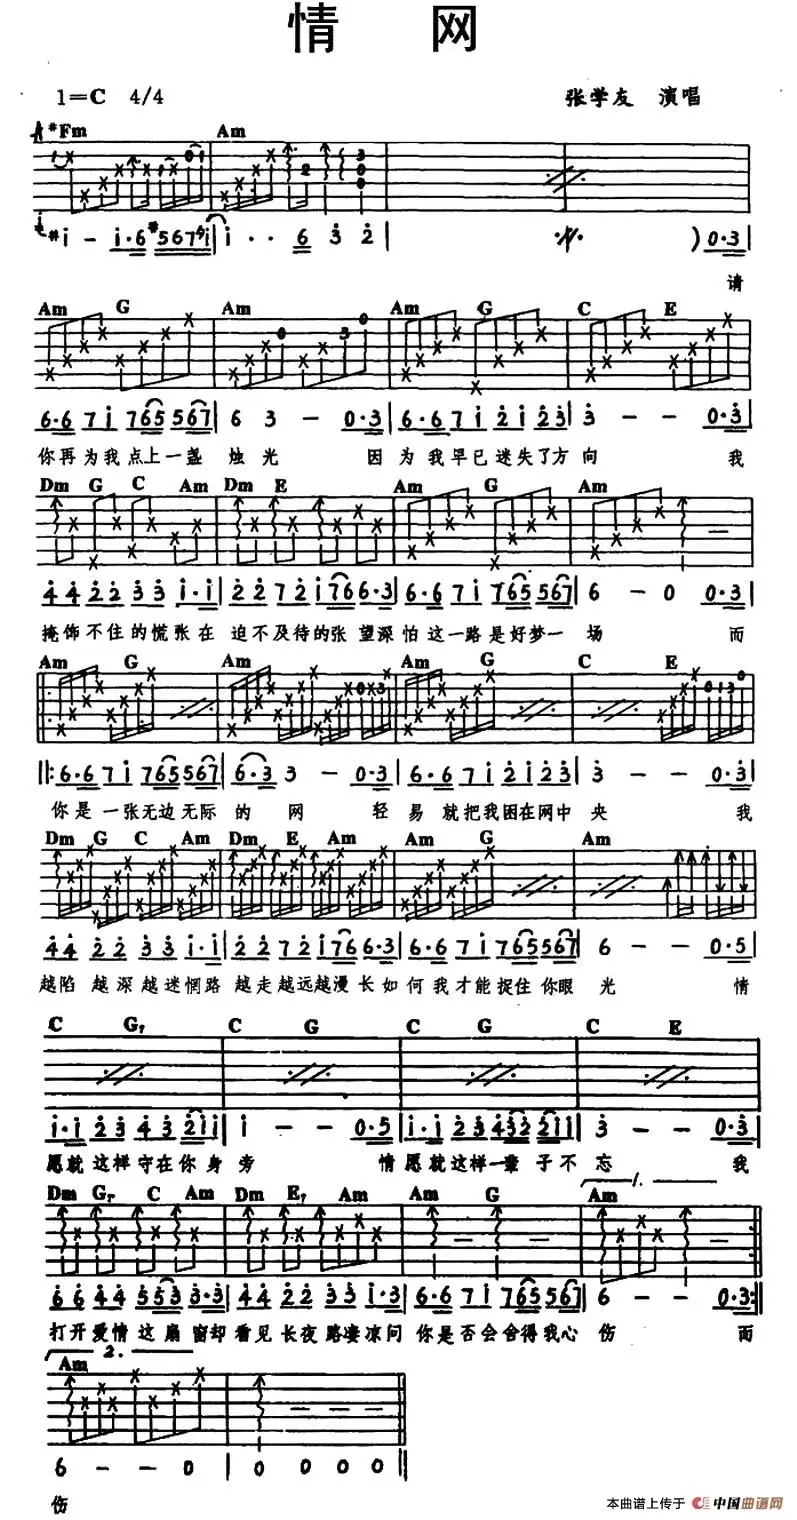 情 网
1=C 4/4 张学友 演唱
#Fm Am
#i - i·6 #567#i i·· 6 3 2 ) 0·3
请
Am G Am Am G C E
6·6 7 i 765 567 6 3 - 0·3 6·6 7 i 2 i 2 3 3 - - 0·3
你再为我点上一盏 烛光 因为我早已迷失了方向 我
Dm G C Am Dm E Am G Am
4 4 2 2 3 3 i·i 2 2 7 2 i 76 6·3 6·6 7 i 765 567 6 - 0 0·3
掩饰不住的慌张在 迫不及待的张 望深怕这一路是好梦一 场 而
Am G Am Am G C E
6·6 7 i 765 567 6·3 3 - 0·3 6·6 7 i 2 i 2 3 3 - - 0·3
你是一张无边无际 的 网 轻易就把我困在网中 央 我
Dm G C Am Dm E Am Am G Am
4 4 2 2 3 3 i·i 2 2 7 2 i 76 6·3 6·6 7 i 765 567 6 - - 0·5
越陷 越深越迷惘路 越走越远越漫长如何我才能捉住你眼 光 情
C G7 C G C G C E
i·i 2 3 4 3 2 i i i - 0·5 i·i 2 3 4 3 2 2 i i 3 - - 0·3
愿就这样守在你身旁 情愿就这样一辈子不忘 我
1.
Dm G7 C Am Dm E7 Am Am G Am
6 6 4 4 5 5 3 3·3 4 4 2 2 3 3 i·3 6·6 7 i 765 567 6 - - 0·3
打开爱情这扇窗却 看见长夜路凄凉问 你是否会舍得我心 伤 而
2.
Am
6 - - 0 0 0 0 0
伤
本曲谱上传于 中国曲谱网